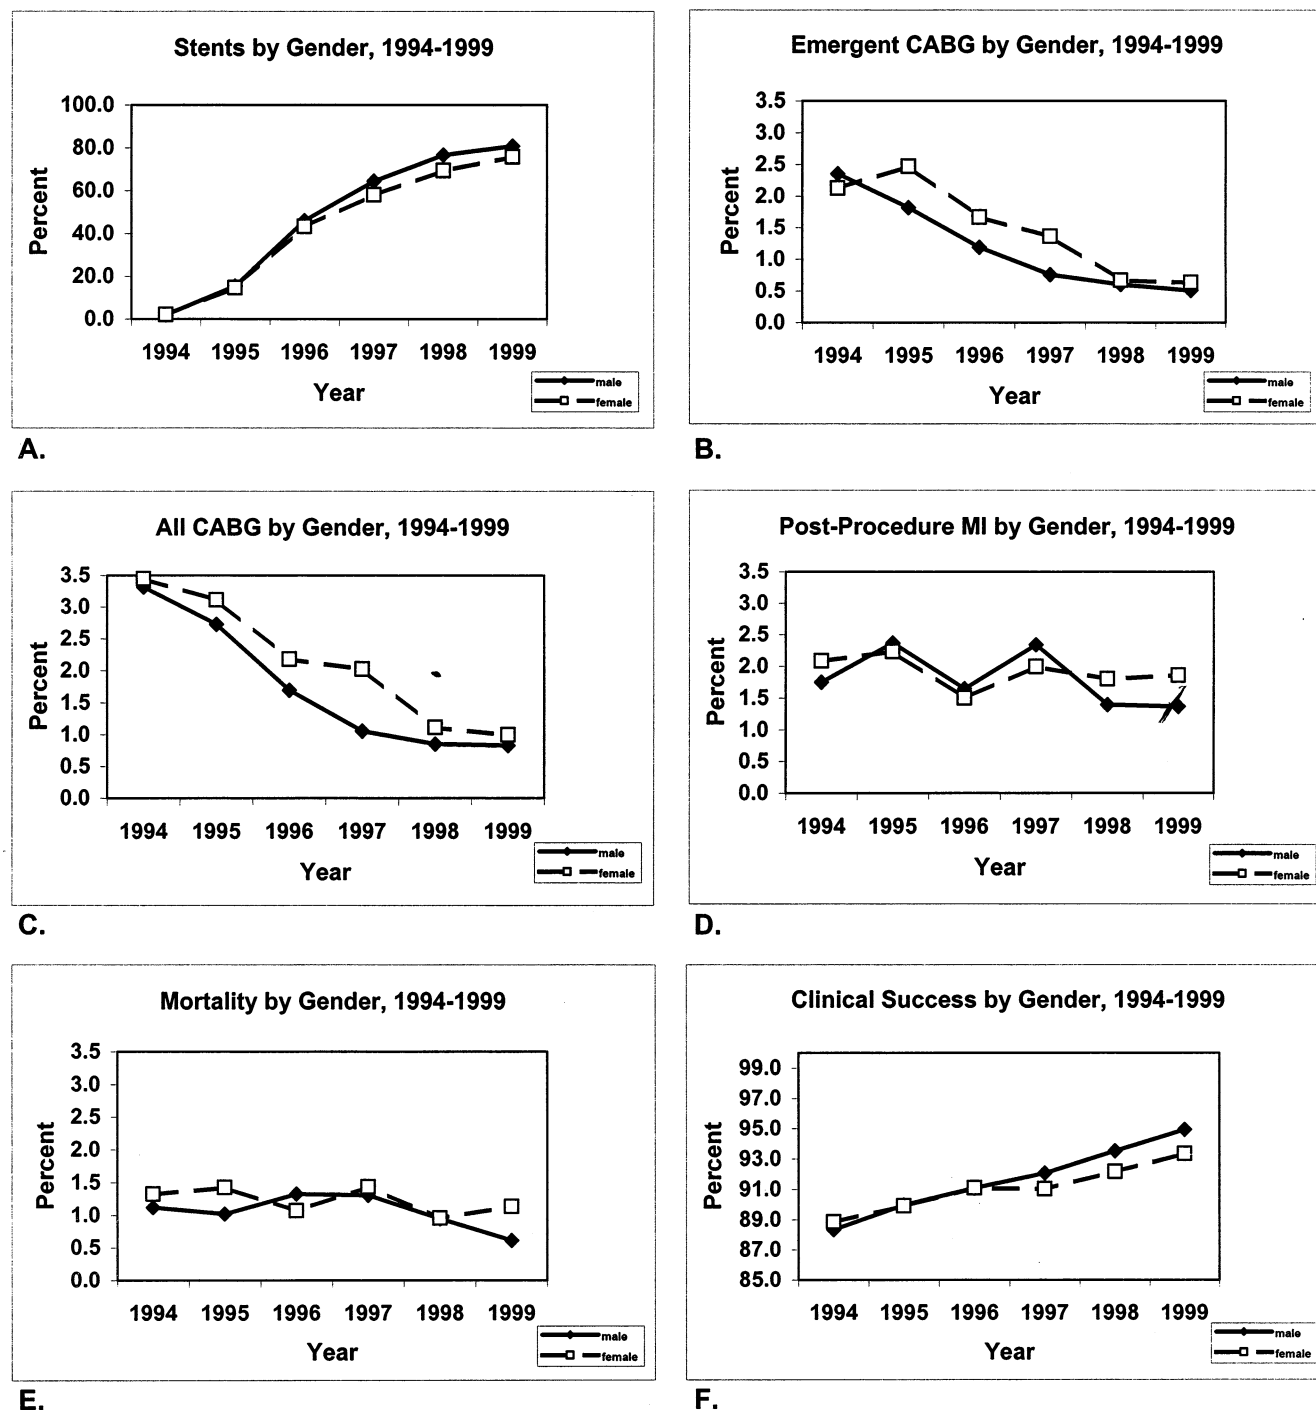 Stents by Gender, 1994-1999
100.0
80.0
60.0
40.0
20.0
0.0
Percent
1994 1995 1996 1997 1998 1999
Year
male
female
A.
Emergent CABG by Gender, 1994-1999
3.5
3.0
2.5
2.0
1.5
1.0
0.5
0.0
Percent
1994 1995 1996 1997 1998 1999
Year
male
female
B.
All CABG by Gender, 1994-1999
3.5
3.0
2.5
2.0
1.5
1.0
0.5
0.0
Percent
1994 1995 1996 1997 1998 1999
Year
male
female
C.
Post-Procedure MI by Gender, 1994-1999
3.5
3.0
2.5
2.0
1.5
1.0
0.5
0.0
Percent
1994 1995 1996 1997 1998 1999
Year
male
female
D.
Mortality by Gender, 1994-1999
3.5
3.0
2.5
2.0
1.5
1.0
0.5
0.0
Percent
1994 1995 1996 1997 1998 1999
Year
male
female
E.
Clinical Success by Gender, 1994-1999
99.0
97.0
95.0
93.0
91.0
89.0
87.0
85.0
Percent
1994 1995 1996 1997 1998 1999
Year
male
female
F.